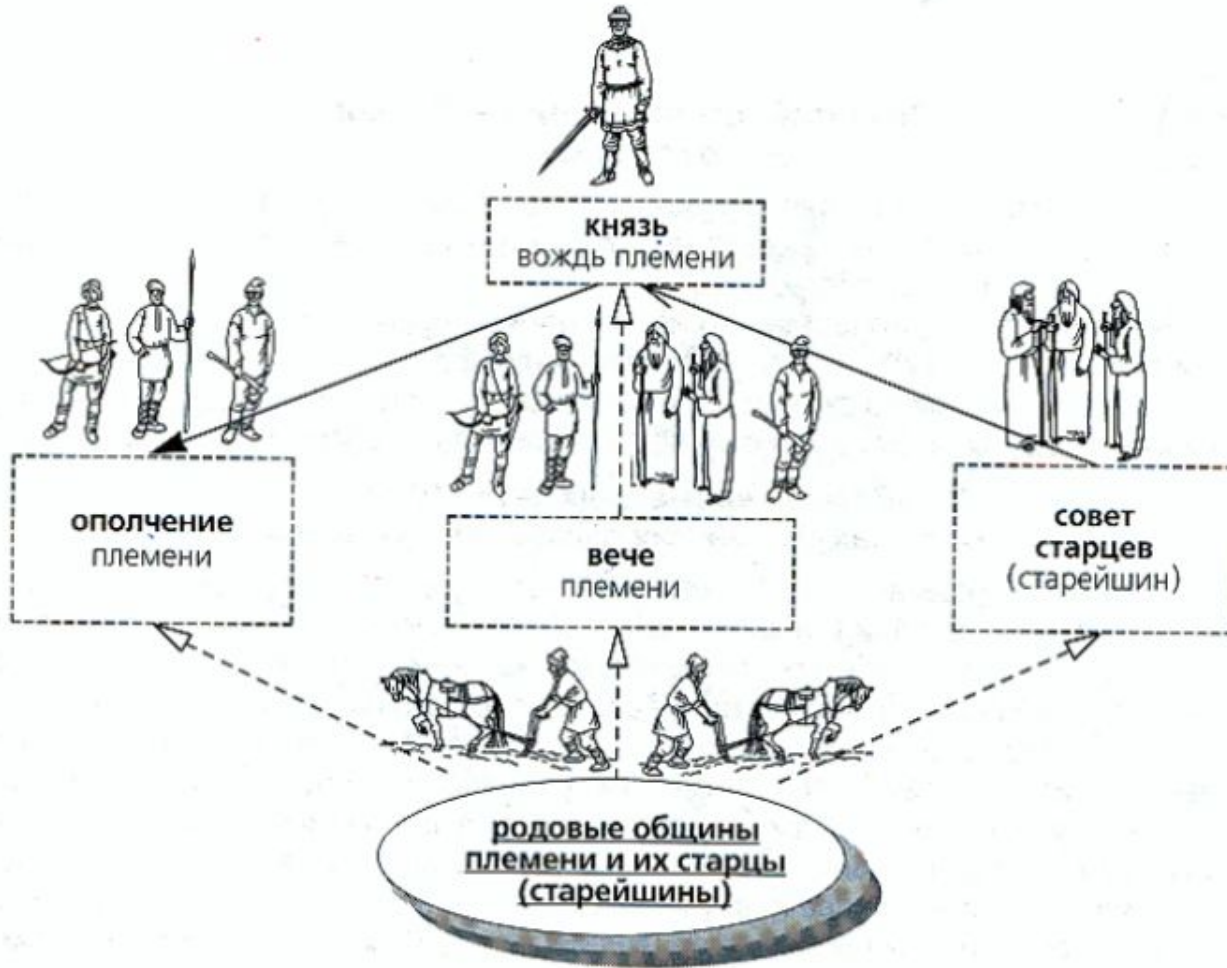 князь
вождь племени
ополчение
племени
вече
племени
совет
старцев
(старейшин)
родовые общины
племени и их старцы
(старейшины)